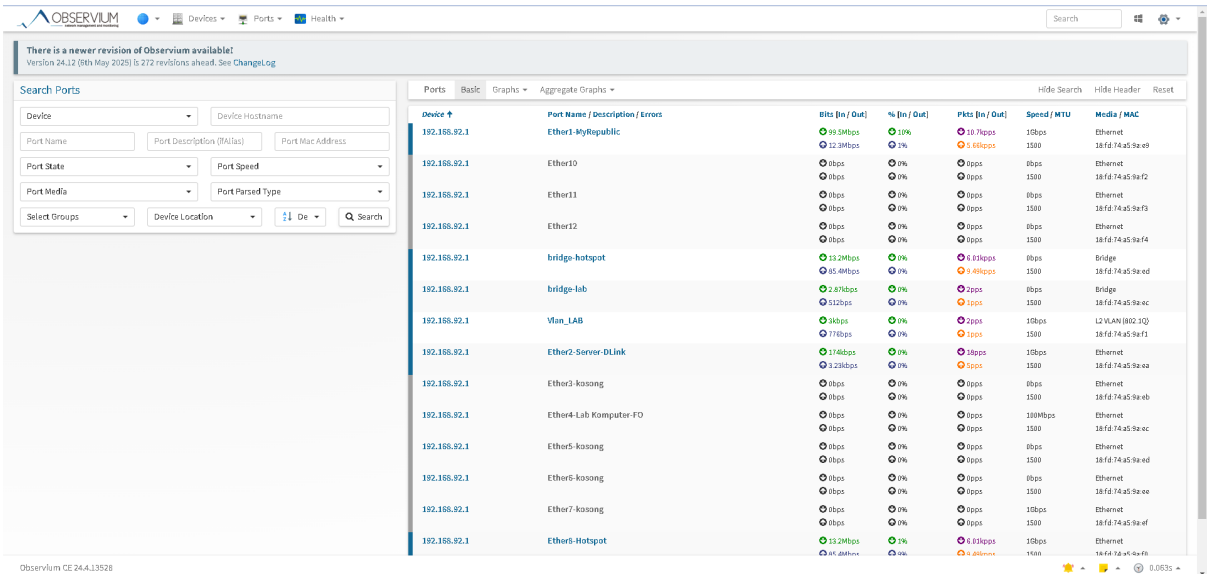 OBSERVIUM
network management and monitoring
Devices Ports Health Search
There is a newer revision of Observium available!
Version 24.12 (6th May 2025) is 272 revisions ahead. See ChangeLog
Search Ports
Device Device Hostname
Port Name Port Description (ifAlias) Port Mac Address
Port State Port Speed
Port Media Port Parsed Type
Select Groups Device Location De Search
Ports Basic Graphs Aggregate Graphs Hide Search Hide Header Reset
Device Port Name / Description / Errors Bits [In / Out] % [In / Out] Pkts [In / Out] Speed / MTU Media / MAC
192.168.92.1 Ether1-MyRepublic 99.5Mbps 10% 10.7kpps 1Gbps Ethernet
12.3Mbps 1% 5.66kpps 1500 18:fd:74:a5:9a:e9
192.168.92.1 Ether10 0bps 0% 0pps 0bps Ethernet
0bps 0% 0pps 1500 18:fd:74:a5:9a:f2
192.168.92.1 Ether11 0bps 0% 0pps 0bps Ethernet
0bps 0% 0pps 1500 18:fd:74:a5:9a:f3
192.168.92.1 Ether12 0bps 0% 0pps 0bps Ethernet
0bps 0% 0pps 1500 18:fd:74:a5:9a:f4
192.168.92.1 bridge-hotspot 13.2Mbps 0% 6.01kpps 0bps Bridge
85.4Mbps 0% 9.49kpps 1500 18:fd:74:a5:9a:ed
192.168.92.1 bridge-lab 2.87kbps 0% 2pps 0bps Bridge
512bps 0% 1pps 1500 18:fd:74:a5:9a:ec
192.168.92.1 Vlan_LAB 3kbps 0% 2pps 1Gbps L2 VLAN (802.1Q)
776bps 0% 1pps 1500 18:fd:74:a5:9a:f1
192.168.92.1 Ether2-Server-DLink 174kbps 0% 18pps 1Gbps Ethernet
3.23kbps 0% 5pps 1500 18:fd:74:a5:9a:ea
192.168.92.1 Ether3-kosong 0bps 0% 0pps 0bps Ethernet
0bps 0% 0pps 1500 18:fd:74:a5:9a:eb
192.168.92.1 Ether4-Lab Komputer-FO 0bps 0% 0pps 100Mbps Ethernet
0bps 0% 0pps 1500 18:fd:74:a5:9a:ec
192.168.92.1 Ether5-kosong 0bps 0% 0pps 0bps Ethernet
0bps 0% 0pps 1500 18:fd:74:a5:9a:ed
192.168.92.1 Ether6-kosong 0bps 0% 0pps 0bps Ethernet
0bps 0% 0pps 1500 18:fd:74:a5:9a:ee
192.168.92.1 Ether7-kosong 0bps 0% 0pps 1Gbps Ethernet
0bps 0% 0pps 1500 18:fd:74:a5:9a:ef
192.168.92.1 Ether8-Hotspot 13.2Mbps 1% 6.01kpps 1Gbps Ethernet
85.4Mbps 9% 9.49kpps 1500 18:fd:74:a5:9a:f0
Observium CE 24.4.13528 0.083s